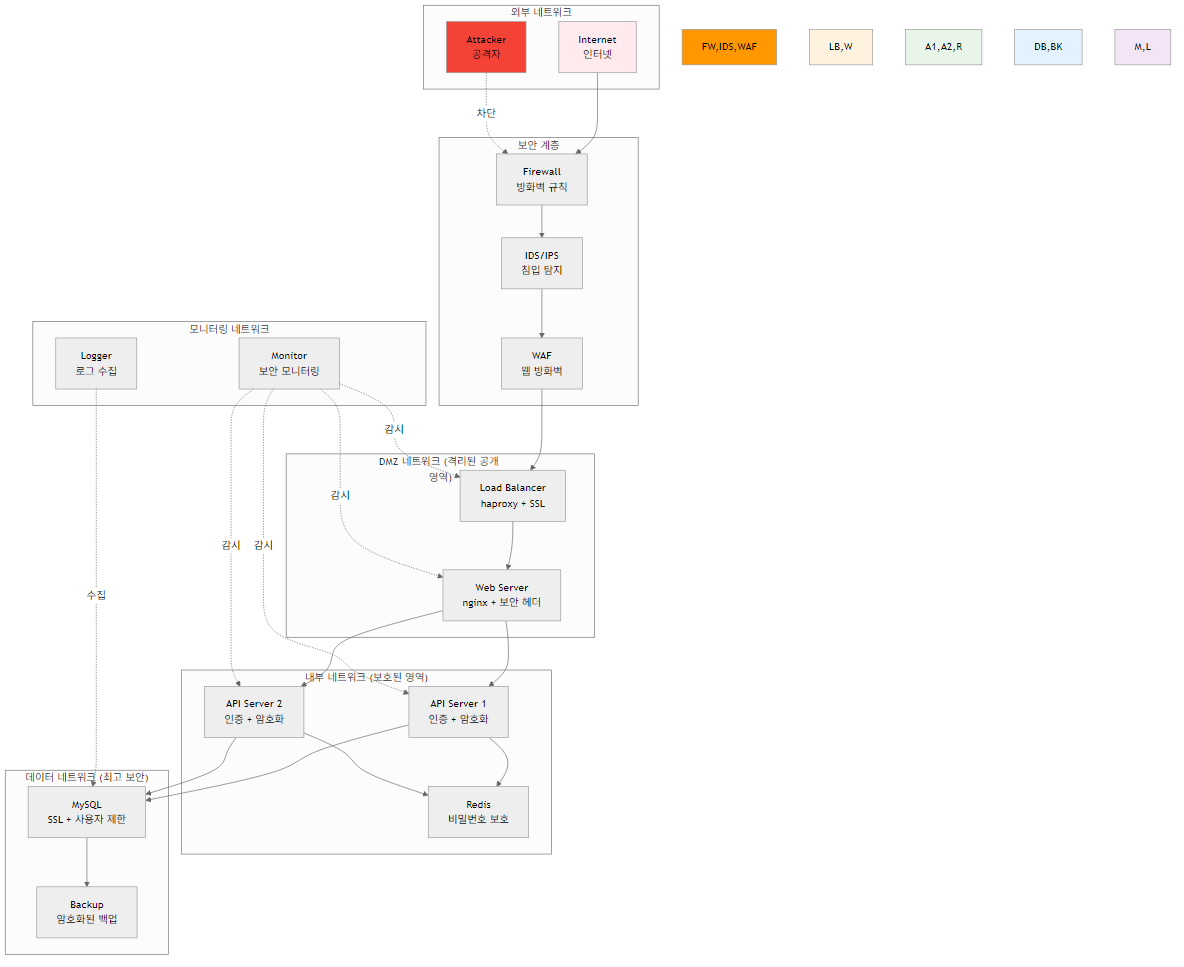 외부 네트워크
Attacker
공격자
Internet
인터넷
FW,IDS,WAF
LB,W
A1,A2,R
DB,BK
M,L
차단
보안 계층
Firewall
방화벽 규칙
IDS/IPS
침입 탐지
WAF
웹 방화벽
모니터링 네트워크
Logger
로그 수집
Monitor
보안 모니터링
감시
DMZ 네트워크 (격리된 공개
영역)
Load Balancer
haproxy + SSL
감시
감시
감시
Web Server
nginx + 보안 헤더
수집
내부 네트워크 (보호된 영역)
API Server 2
인증 + 암호화
API Server 1
인증 + 암호화
데이터 네트워크 (최고 보안)
MySQL
SSL + 사용자 제한
Redis
비밀번호 보호
Backup
암호화된 백업